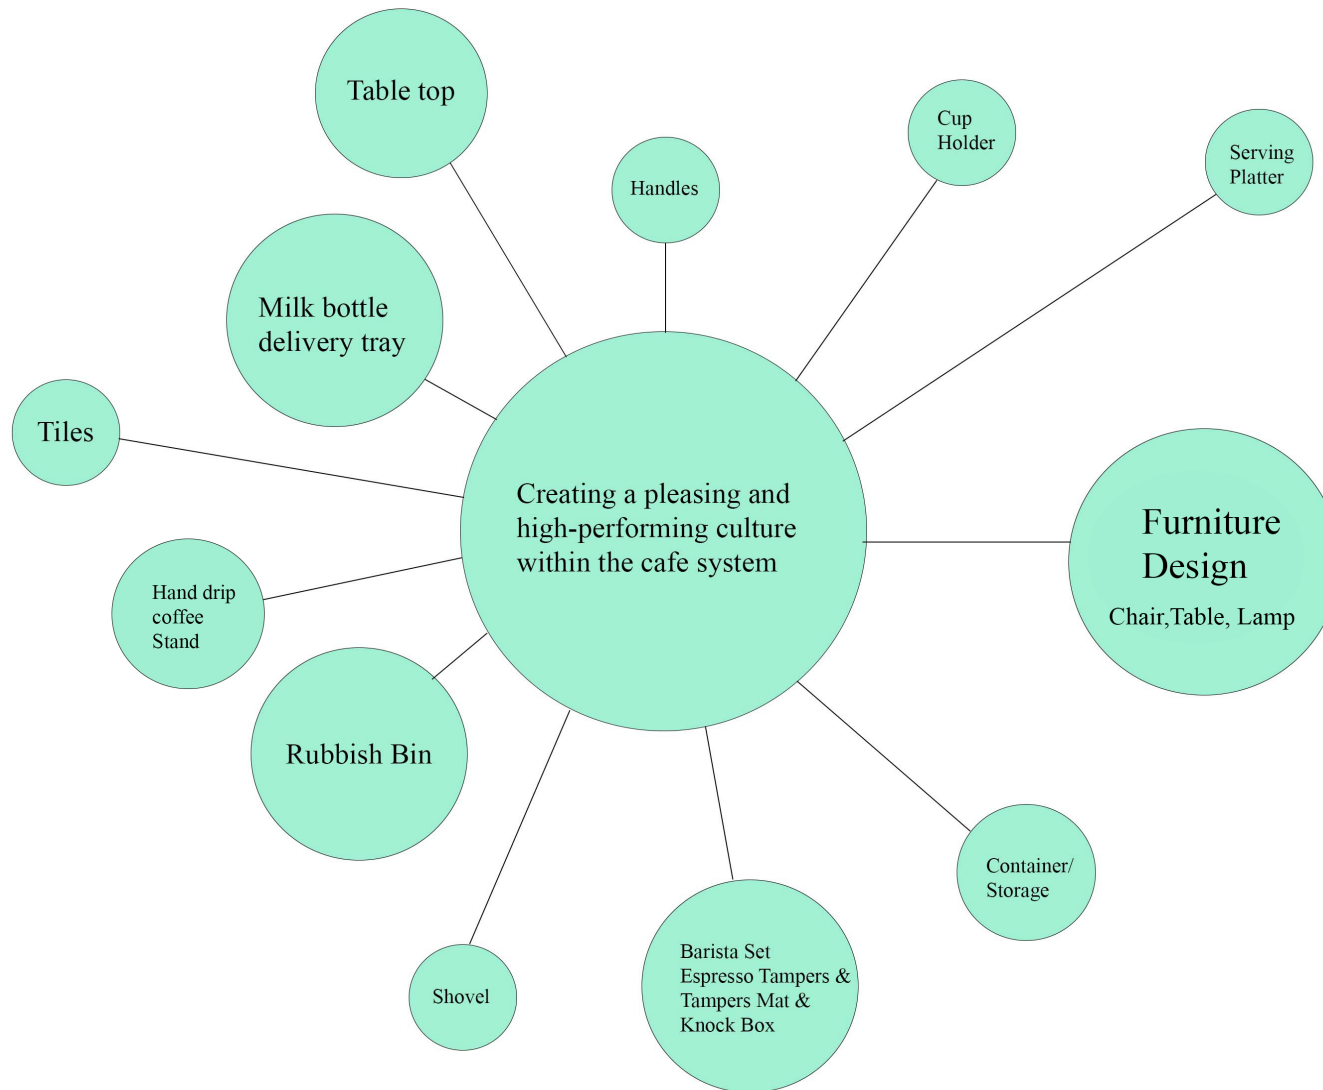 Table top
Cup
Holder
Serving
Platter
Handles
Milk bottle
delivery tray
Tiles
Creating a pleasing and
high-performing culture
within the cafe system
Furniture
Design
Chair,Table, Lamp
Hand drip
coffee
Stand
Rubbish Bin
Container/
Storage
Shovel
Barista Set
Espresso Tampers &
Tampers Mat &
Knock Box